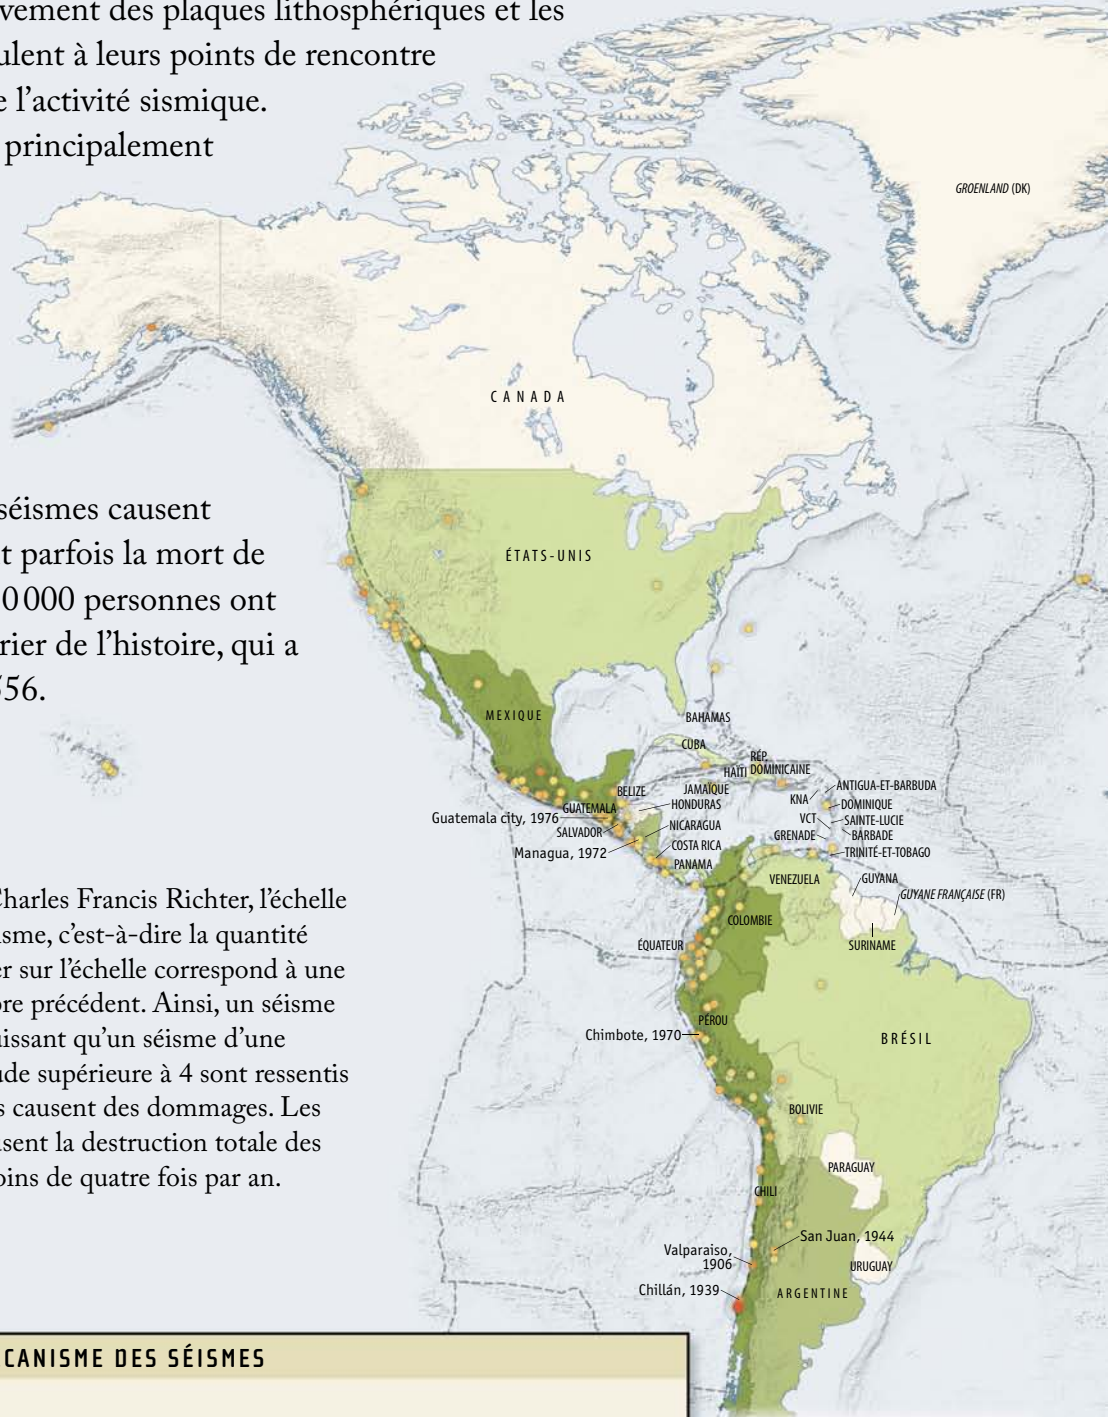 vement des plaques lithosphériques et les
ulent à leurs points de rencontre
e l'activité sismique.
principalement
séismes causent
t parfois la mort de
0 000 personnes ont
rier de l'histoire, qui a
556.
Charles Francis Richter, l'échelle
isme, c'est-à-dire la quantité
er sur l'échelle correspond à une
bre précédent. Ainsi, un séisme
uissant qu'un séisme d'une
ude supérieure à 4 sont ressentis
s causent des dommages. Les
usent la destruction totale des
oins de quatre fois par an.
GROENLAND (DK)
CANADA
ÉTATS-UNIS
MEXIQUE
BAHAMAS
CUBA
RÉP.
DOMINICAINE
HAÏTI
JAMAÏQUE
BELIZE
HONDURAS
GUATEMALA
Guatemala city, 1976
SALVADOR
NICARAGUA
Managua, 1972
COSTA RICA
PANAMA
ANTIGUA-ET-BARBUDA
KNA
DOMINIQUE
VCT
SAINTE-LUCIE
GRENADE
BARBADE
TRINITÉ-ET-TOBAGO
VENEZUELA
GUYANA
GUYANE FRANÇAISE (FR)
SURINAME
COLOMBIE
ÉQUATEUR
PÉROU
Chimbote, 1970
BRÉSIL
BOLIVIE
PARAGUAY
CHILI
San Juan, 1944
Valparaiso,
1906
URUGUAY
Chillán, 1939
ARGENTINE
CANISME DES SÉISMES